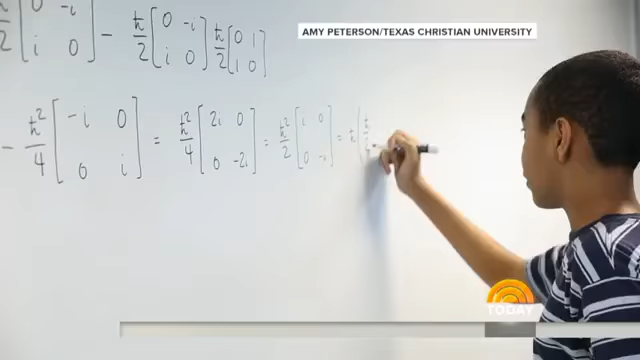 AMY PETERSON/TEXAS CHRISTIAN UNIVERSITY
ħ/2 [0 -i; i 0] - ħ/2 [0 -i; i 0] ħ/2 [0 1; 1 0]
- ħ²/4 [-i 0; 0 i] = ħ²/4 [2i 0; 0 -2i] = ħ²/2 [i 0; 0 -i] = ħ
TODAY